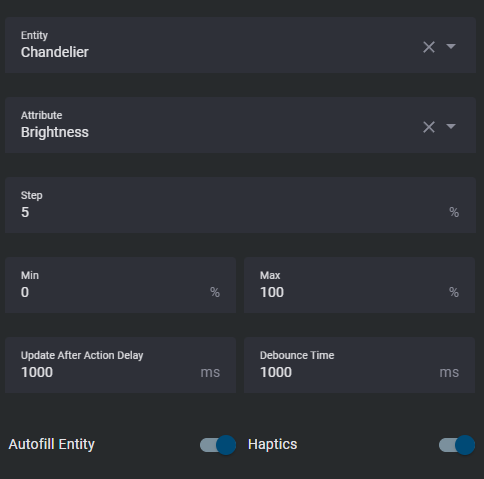 Entity
Chandelier
Attribute
Brightness
Step
5 %
Min
0 %
Max
100 %
Update After Action Delay
1000 ms
Debounce Time
1000 ms
Autofill Entity
Haptics